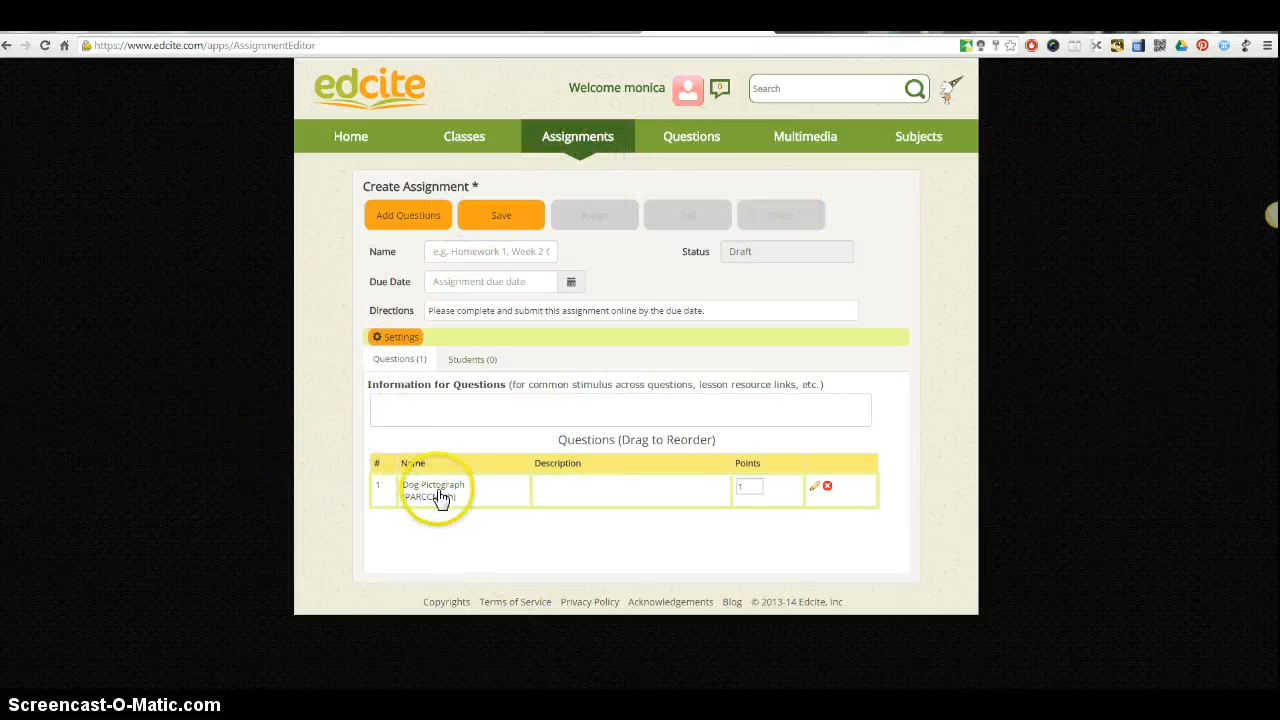 https://www.edcite.com/apps/AssignmentEditor
edcite
Welcome monica
0
Search
Home
Classes
Assignments
Questions
Multimedia
Subjects
Create Assignment *
Add Questions
Save
Assign
Name
e.g. Homework 1, Week 2 C
Status
Draft
Due Date
Assignment due date
Directions
Please complete and submit this assignment online by the due date.
Settings
Questions (1)
Students (0)
Information for Questions (for common stimulus across questions, lesson resource links, etc.)
Questions (Drag to Reorder)
#
Name
Description
Points
1
Dog Pictograph
1
Copyrights
Terms of Service
Privacy Policy
Acknowledgements
Blog
© 2013-14 Edcite, Inc
Screencast-O-Matic.com